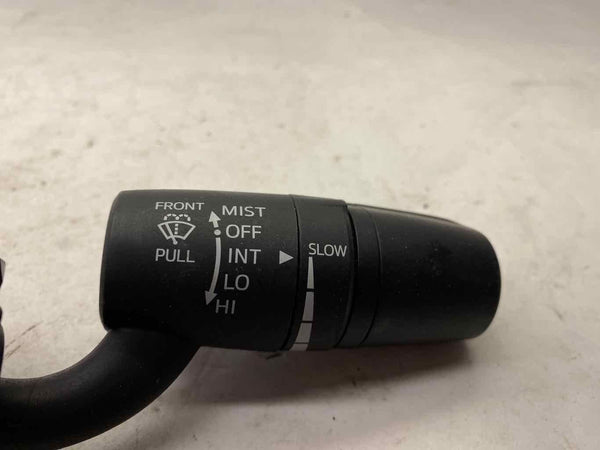 FRONT
PULL
MIST
OFF
INT
LO
HI
SLOW